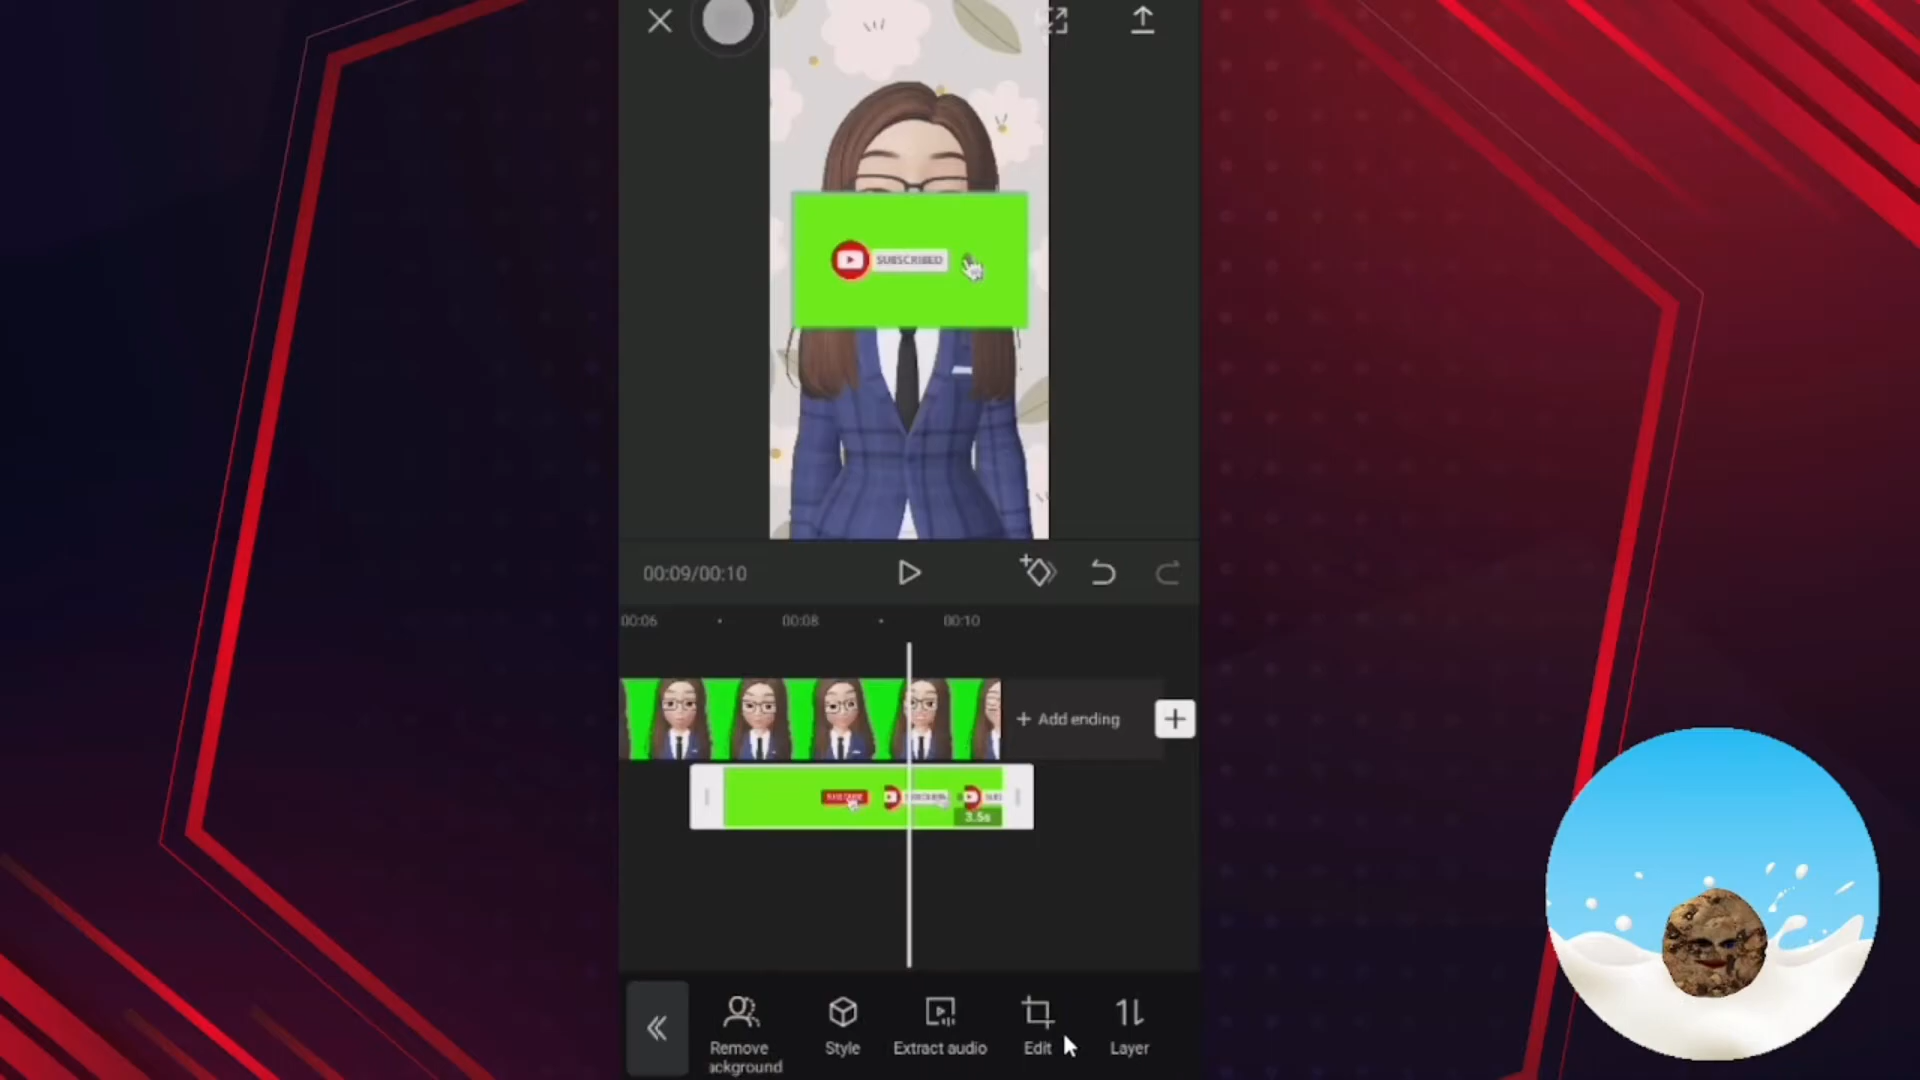 SUBSCRIBED
00:09/00:10
00:06
00:08
00:10
+ Add ending
3.5s
Remove
ackground
Style
Extract audio
Edit
Layer